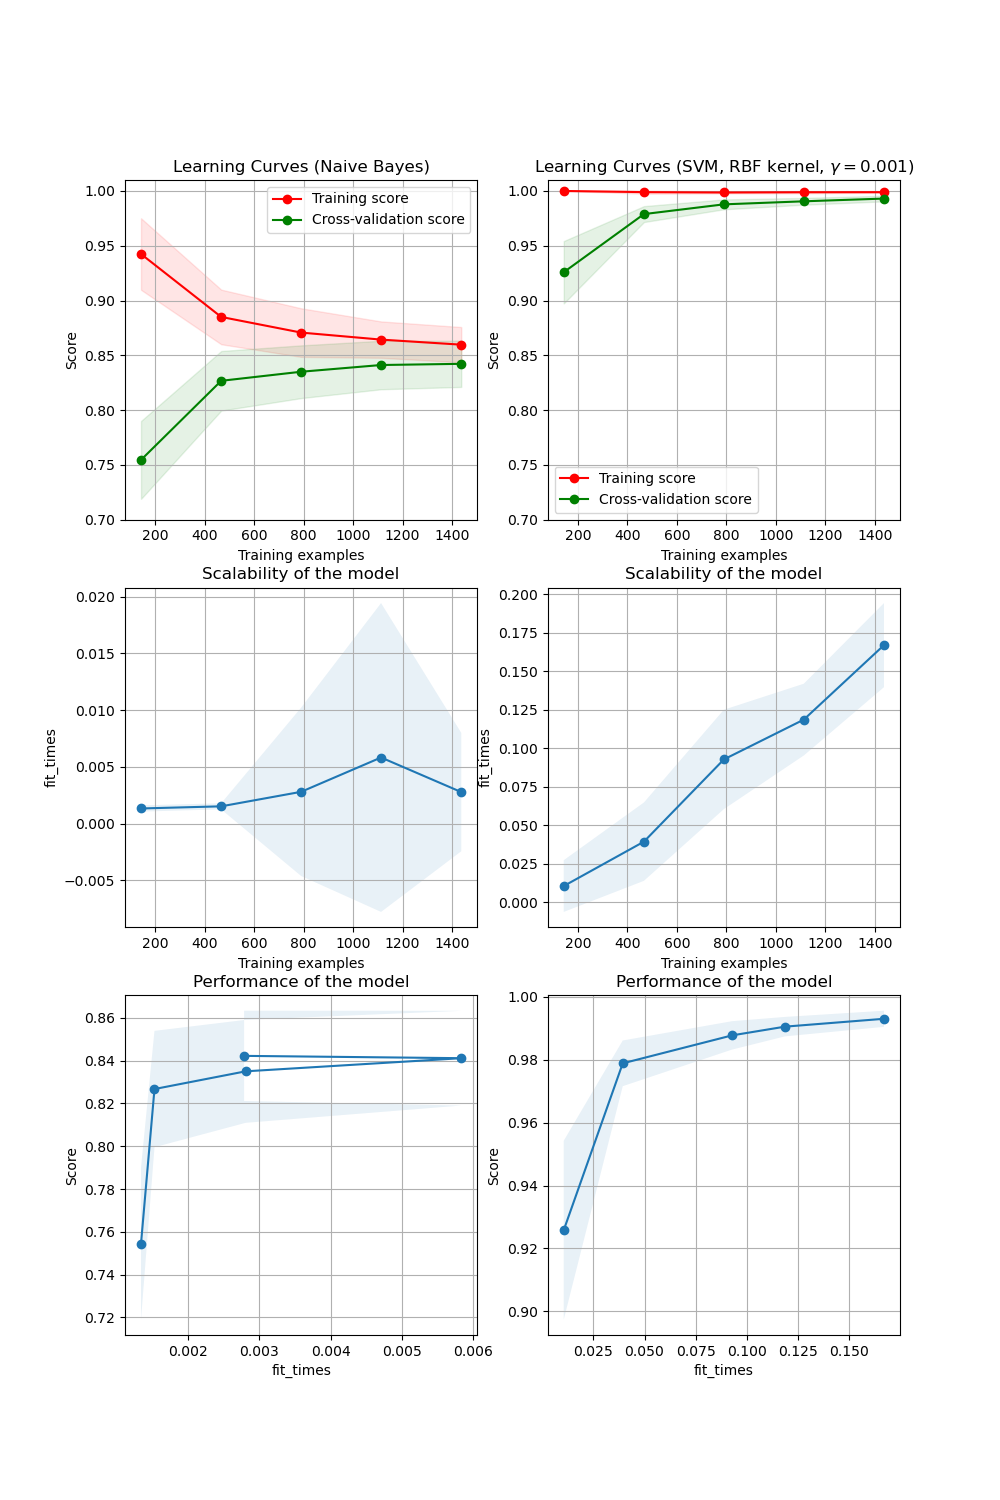 Learning Curves (Naive Bayes)
1.00
0.95
0.90
0.85
0.80
0.75
0.70
Score
Training score
Cross-validation score
200 400 600 800 1000 1200 1400
Training examples
Learning Curves (SVM, RBF kernel, γ = 0.001)
1.00
0.95
0.90
0.85
0.80
0.75
0.70
Score
Training score
Cross-validation score
200 400 600 800 1000 1200 1400
Training examples
Scalability of the model
0.020
0.015
0.010
0.005
0.000
−0.005
fit_times
200 400 600 800 1000 1200 1400
Training examples
Scalability of the model
0.200
0.175
0.150
0.125
0.100
0.075
0.050
0.025
0.000
fit_times
200 400 600 800 1000 1200 1400
Training examples
Performance of the model
0.86
0.84
0.82
0.80
0.78
0.76
0.74
0.72
Score
0.002 0.003 0.004 0.005 0.006
fit_times
Performance of the model
1.00
0.98
0.96
0.94
0.92
0.90
Score
0.025 0.050 0.075 0.100 0.125 0.150
fit_times